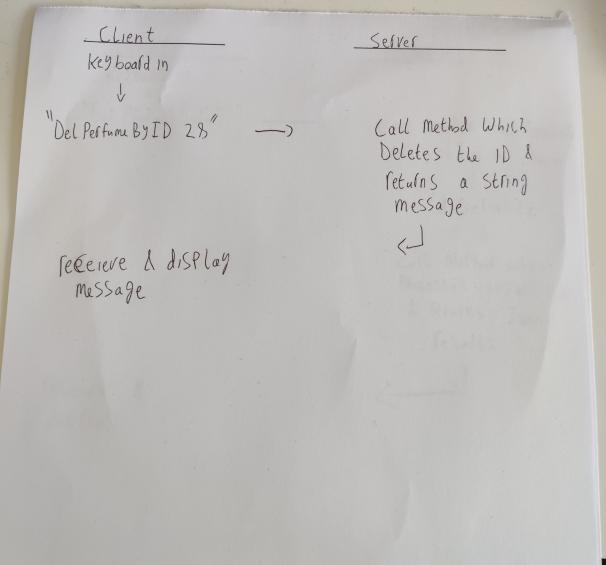 Client
Server
Keyboard in
"Del Perfume By ID 28"
Call Method Which
Deletes the ID &
returns a String
message
receieve & display
message